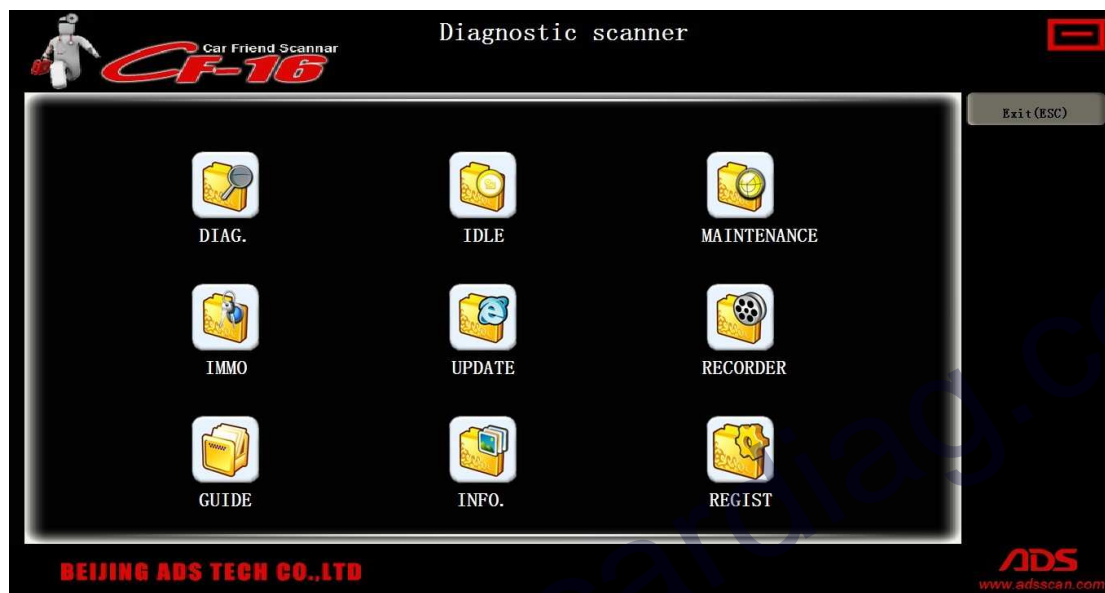 Diagnostic scanner
Car Friend Scannar
CF-16
Exit(ESC)
DIAG.
IDLE
MAINTENANCE
IMMO
UPDATE
RECORDER
GUIDE
INFO.
REGIST
BEIJING ADS TECH CO.,LTD
ADS
www.adsscan.com